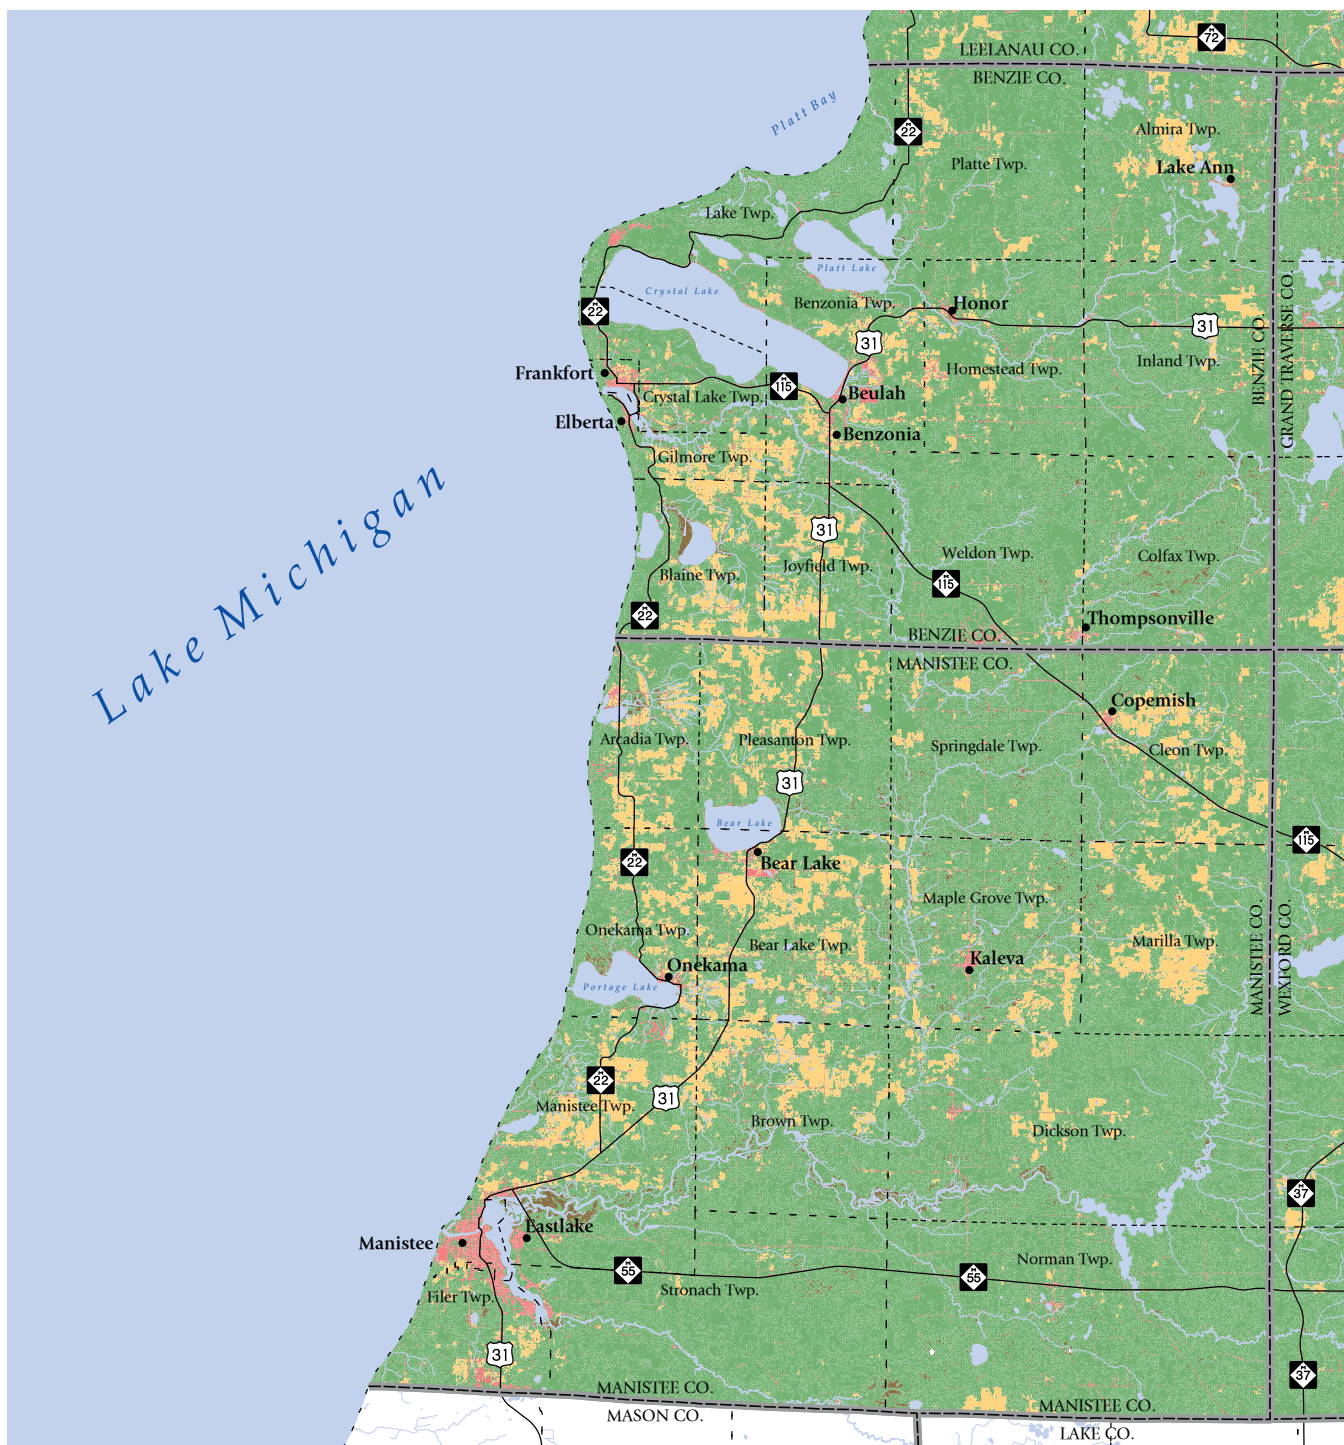 M 72
LEELANAU CO.
BENZIE CO.
Platt Bay
M 22
Almira Twp.
Platte Twp.
Lake Ann
Lake Twp.
Platt Lake
Crystal Lake
Benzonia Twp.
Honor
M 22
31
31
BENZIE CO.
GRAND TRAVERSE CO.
Inland Twp.
Homestead Twp.
Frankfort
M 115
Crystal Lake Twp.
Beulah
Elberta
Benzonia
Gilmore Twp.
Lake Michigan
31
Weldon Twp.
Colfax Twp.
Joyfield Twp.
Blaine Twp.
M 115
M 22
Thompsonville
BENZIE CO.
MANISTEE CO.
Copemish
Arcadia Twp.
Pleasanton Twp.
Springdale Twp.
Cleon Twp.
31
Bear Lake
M 115
M 22
Bear Lake
Maple Grove Twp.
MANISTEE CO.
WEXFORD CO.
Onekama Twp.
Bear Lake Twp.
Marilla Twp.
Onekama
Kaleva
Portage Lake
M 22
31
Manistee Twp.
Brown Twp.
Dickson Twp.
M 37
Eastlake
Manistee
Norman Twp.
M 55
M 55
Stronach Twp.
Filer Twp.
31
M 37
MANISTEE CO.
MASON CO.
MANISTEE CO.
LAKE CO.